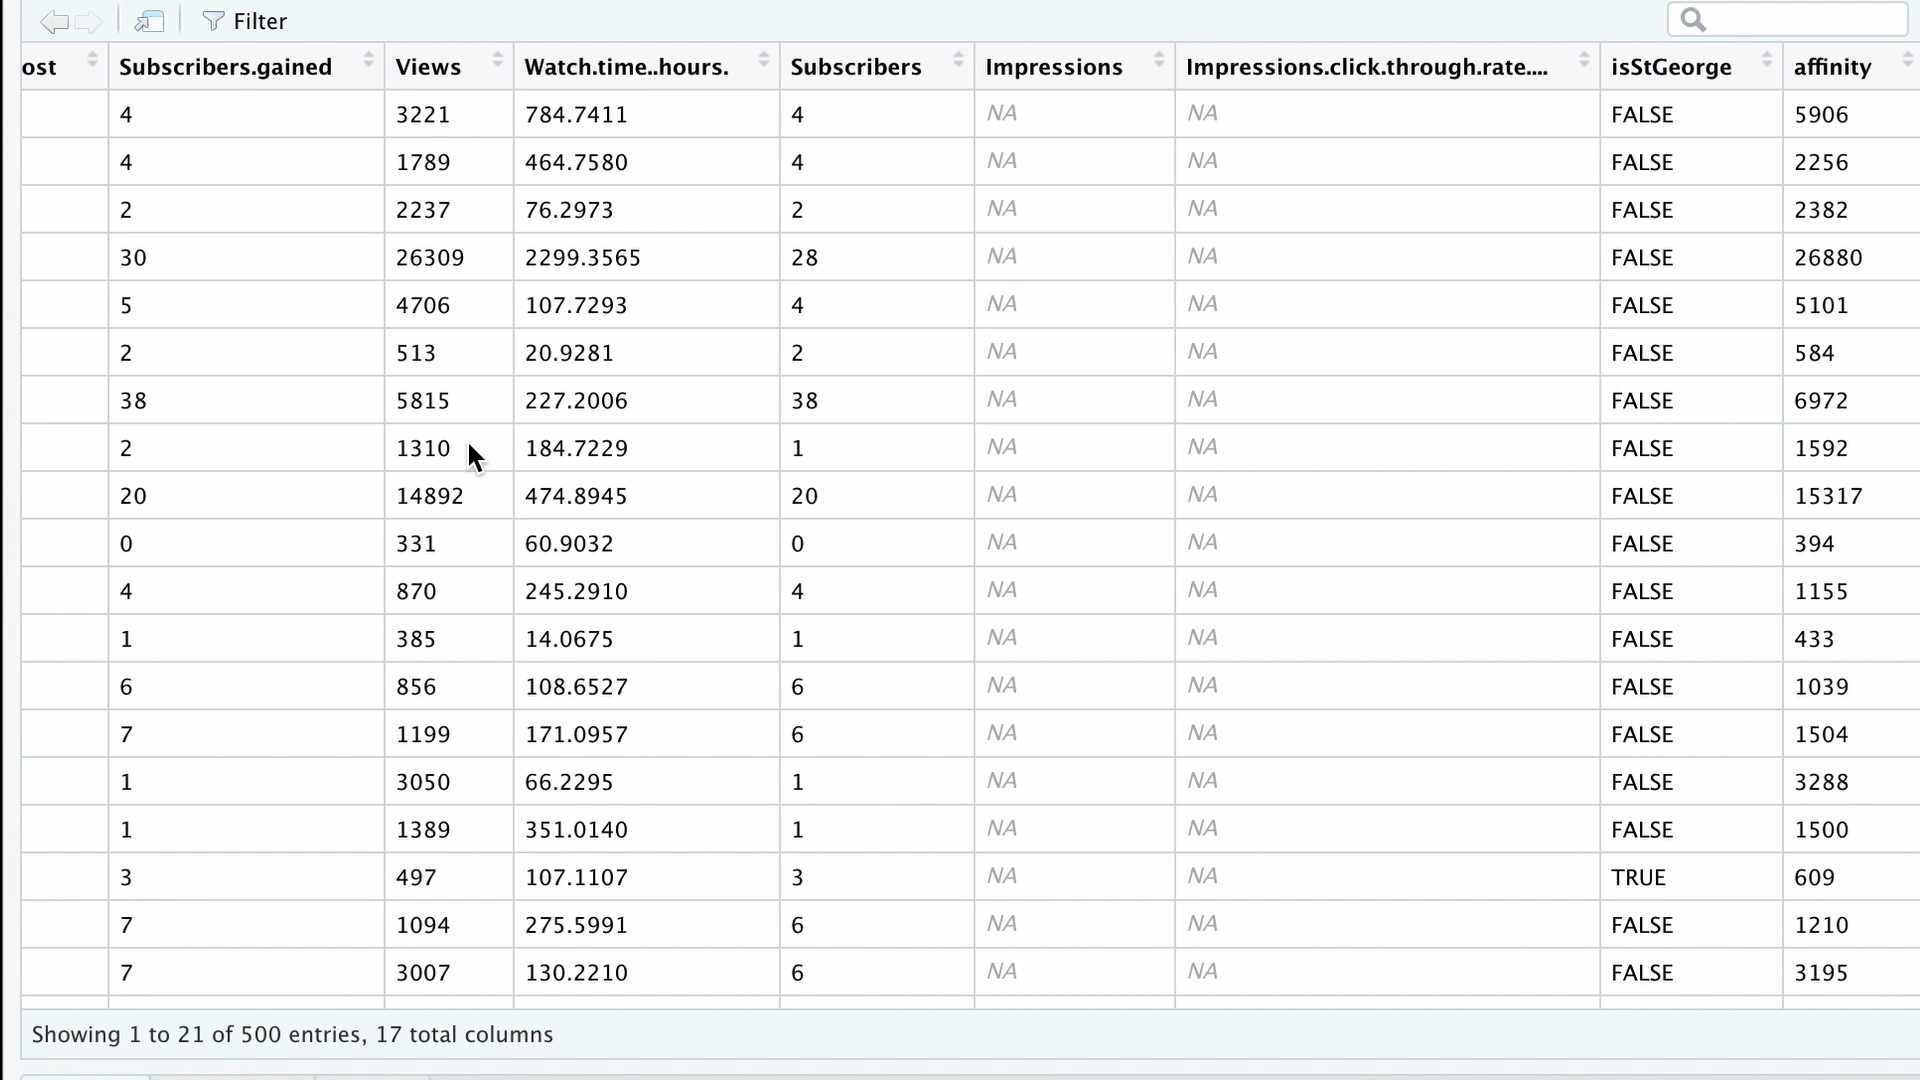 Filter
ost Subscribers.gained Views Watch.time..hours. Subscribers Impressions Impressions.click.through.rate.... isStGeorge affinity
4 3221 784.7411 4 NA NA FALSE 5906
4 1789 464.7580 4 NA NA FALSE 2256
2 2237 76.2973 2 NA NA FALSE 2382
30 26309 2299.3565 28 NA NA FALSE 26880
5 4706 107.7293 4 NA NA FALSE 5101
2 513 20.9281 2 NA NA FALSE 584
38 5815 227.2006 38 NA NA FALSE 6972
2 1310 184.7229 1 NA NA FALSE 1592
20 14892 474.8945 20 NA NA FALSE 15317
0 331 60.9032 0 NA NA FALSE 394
4 870 245.2910 4 NA NA FALSE 1155
1 385 14.0675 1 NA NA FALSE 433
6 856 108.6527 6 NA NA FALSE 1039
7 1199 171.0957 6 NA NA FALSE 1504
1 3050 66.2295 1 NA NA FALSE 3288
1 1389 351.0140 1 NA NA FALSE 1500
3 497 107.1107 3 NA NA TRUE 609
7 1094 275.5991 6 NA NA FALSE 1210
7 3007 130.2210 6 NA NA FALSE 3195
Showing 1 to 21 of 500 entries, 17 total columns